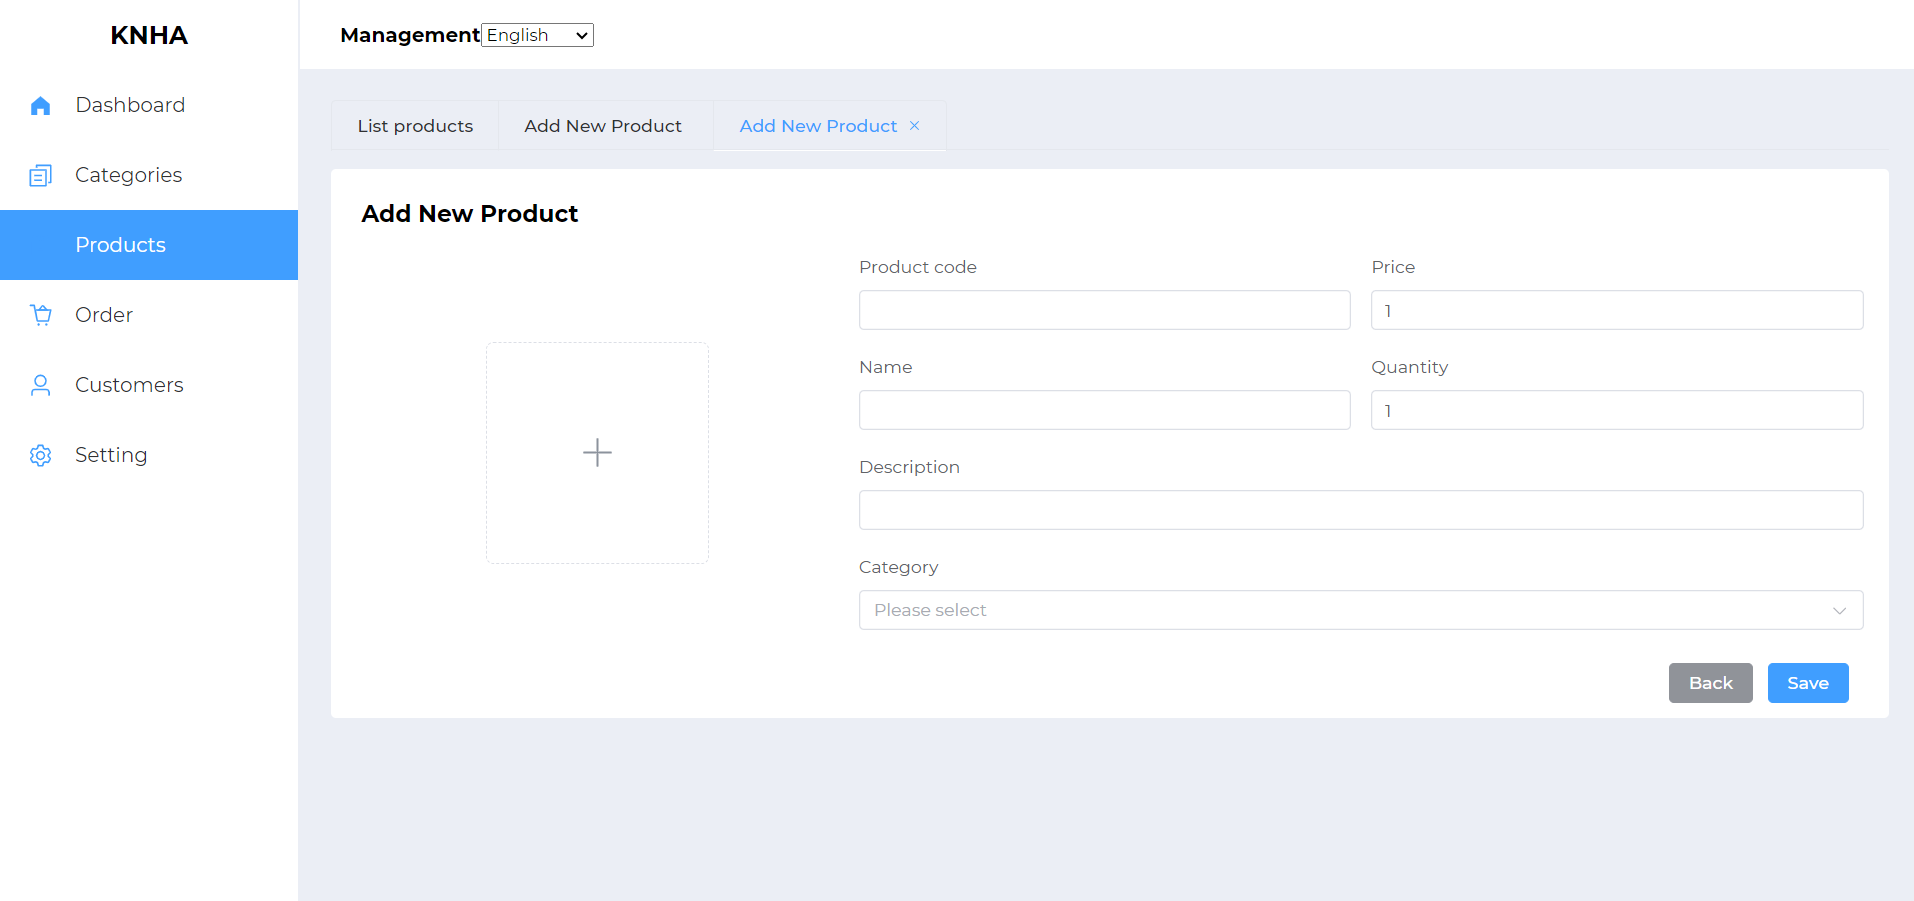 KNHA
Management English
Dashboard
Categories
Products
Order
Customers
Setting
List products Add New Product Add New Product ×
Add New Product
Product code Price
1
Name Quantity
1
Description
Category
Please select
Back Save